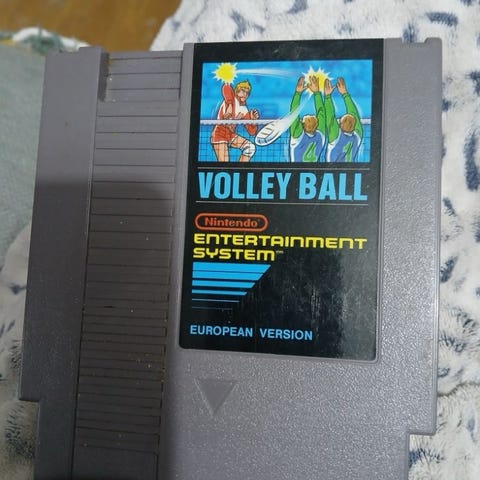 VOLLEY BALL
Nintendo®
ENTERTAINMENT
SYSTEM™
EUROPEAN VERSION